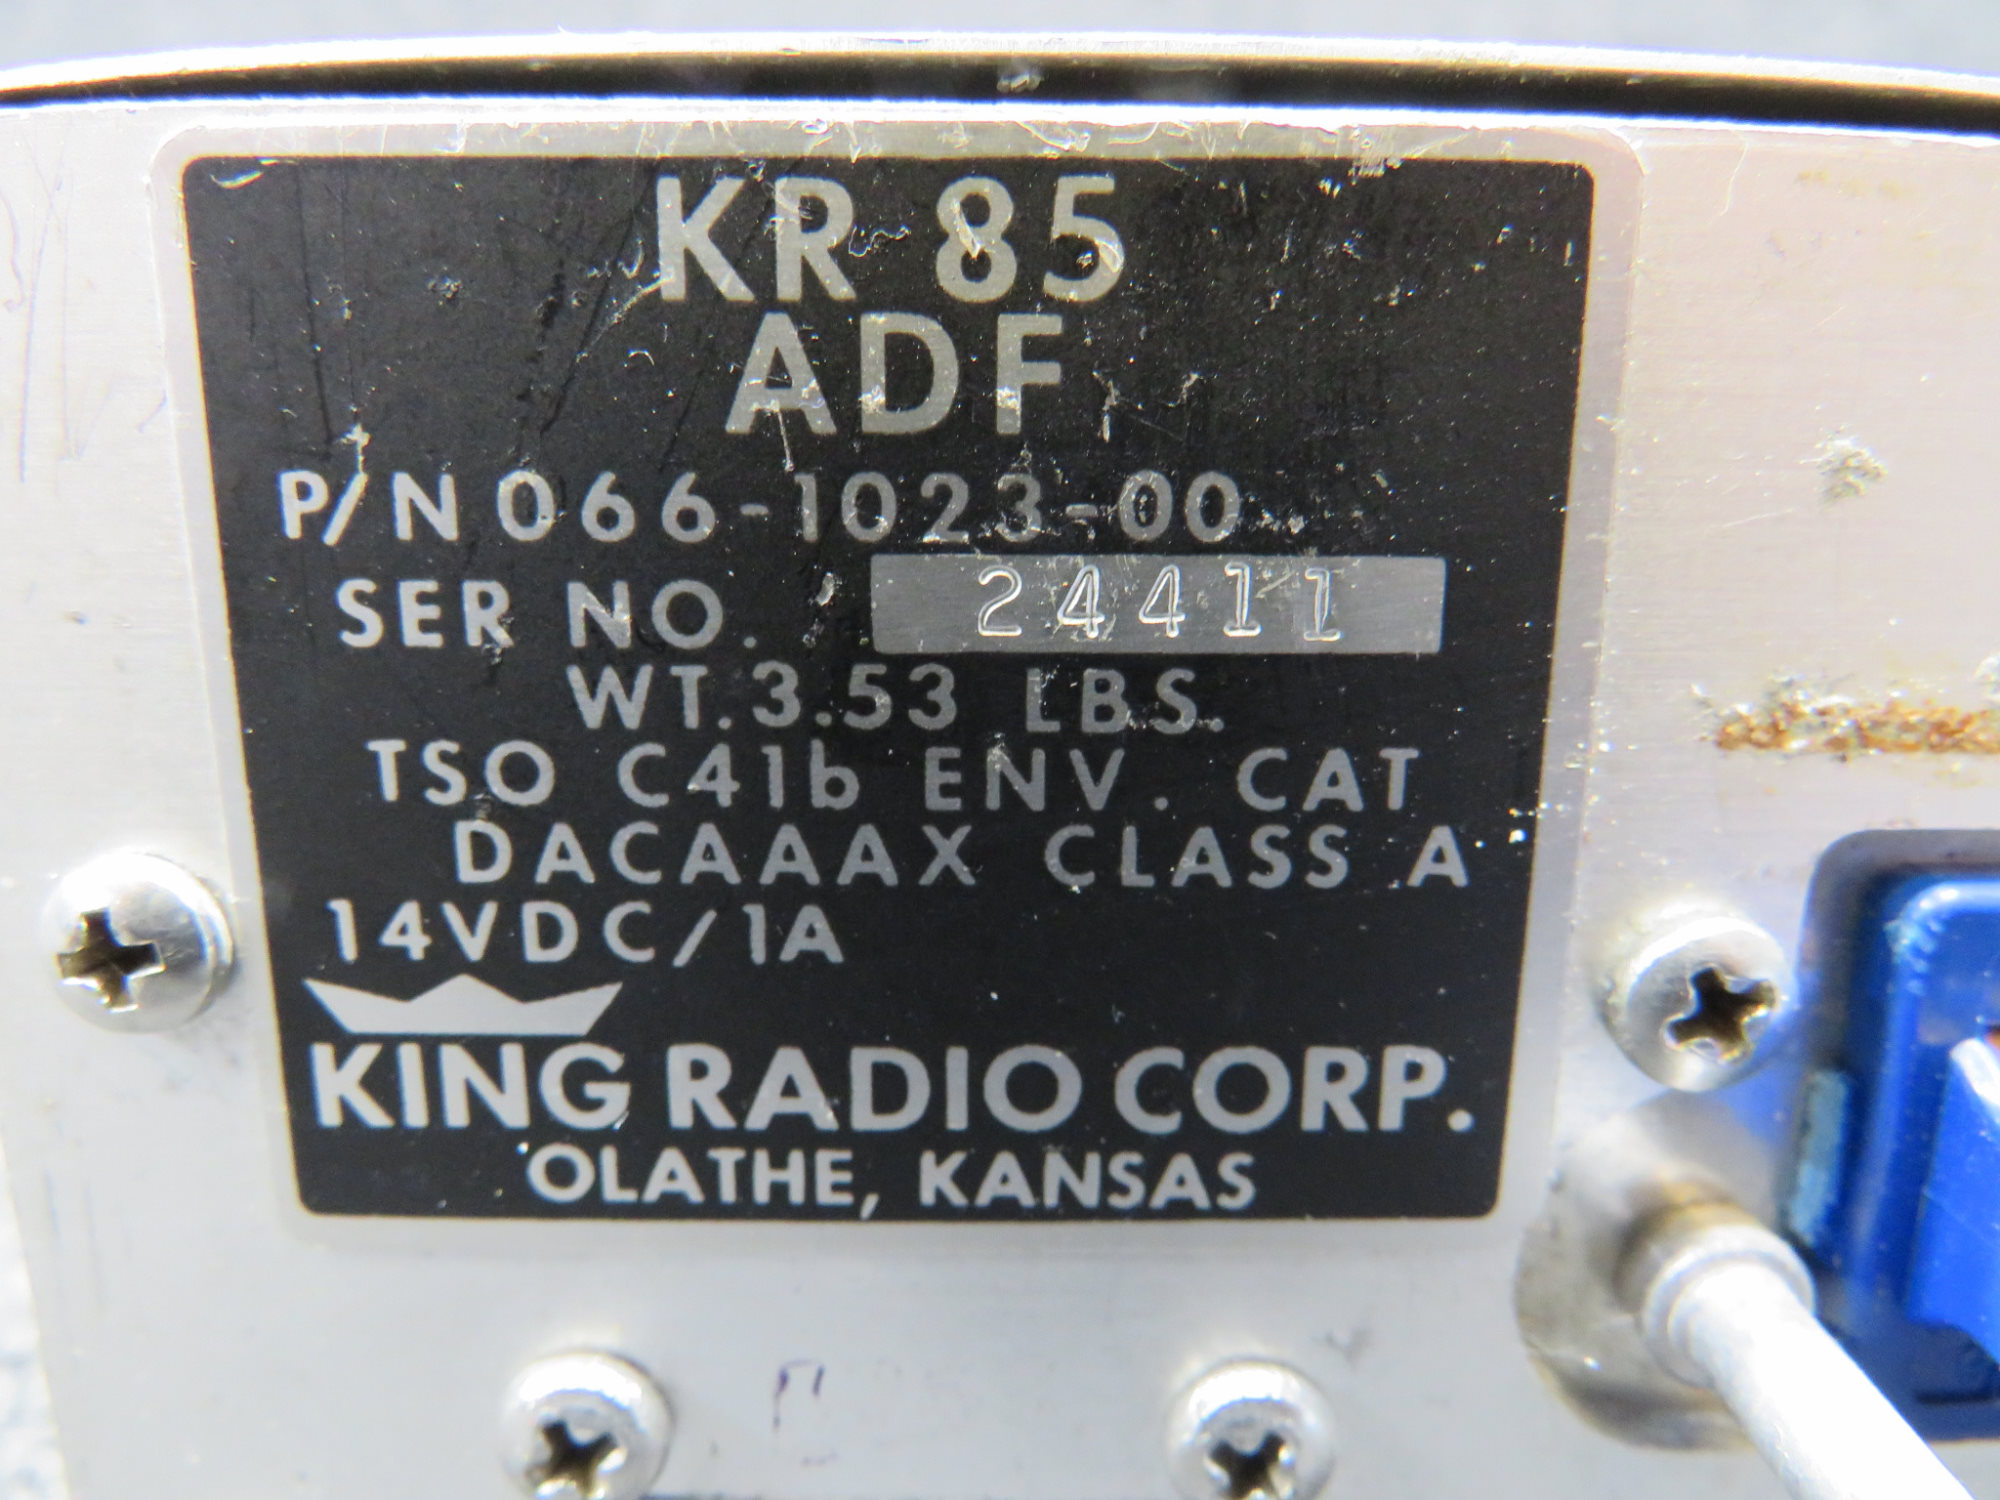 KR 85
ADF
P/N 066-1023-00
SER NO. 24411
WT. 3.53 LBS.
TSO C41b ENV. CAT
DACAAAX CLASS A
14VDC/1A
KING RADIO CORP.
OLATHE, KANSAS